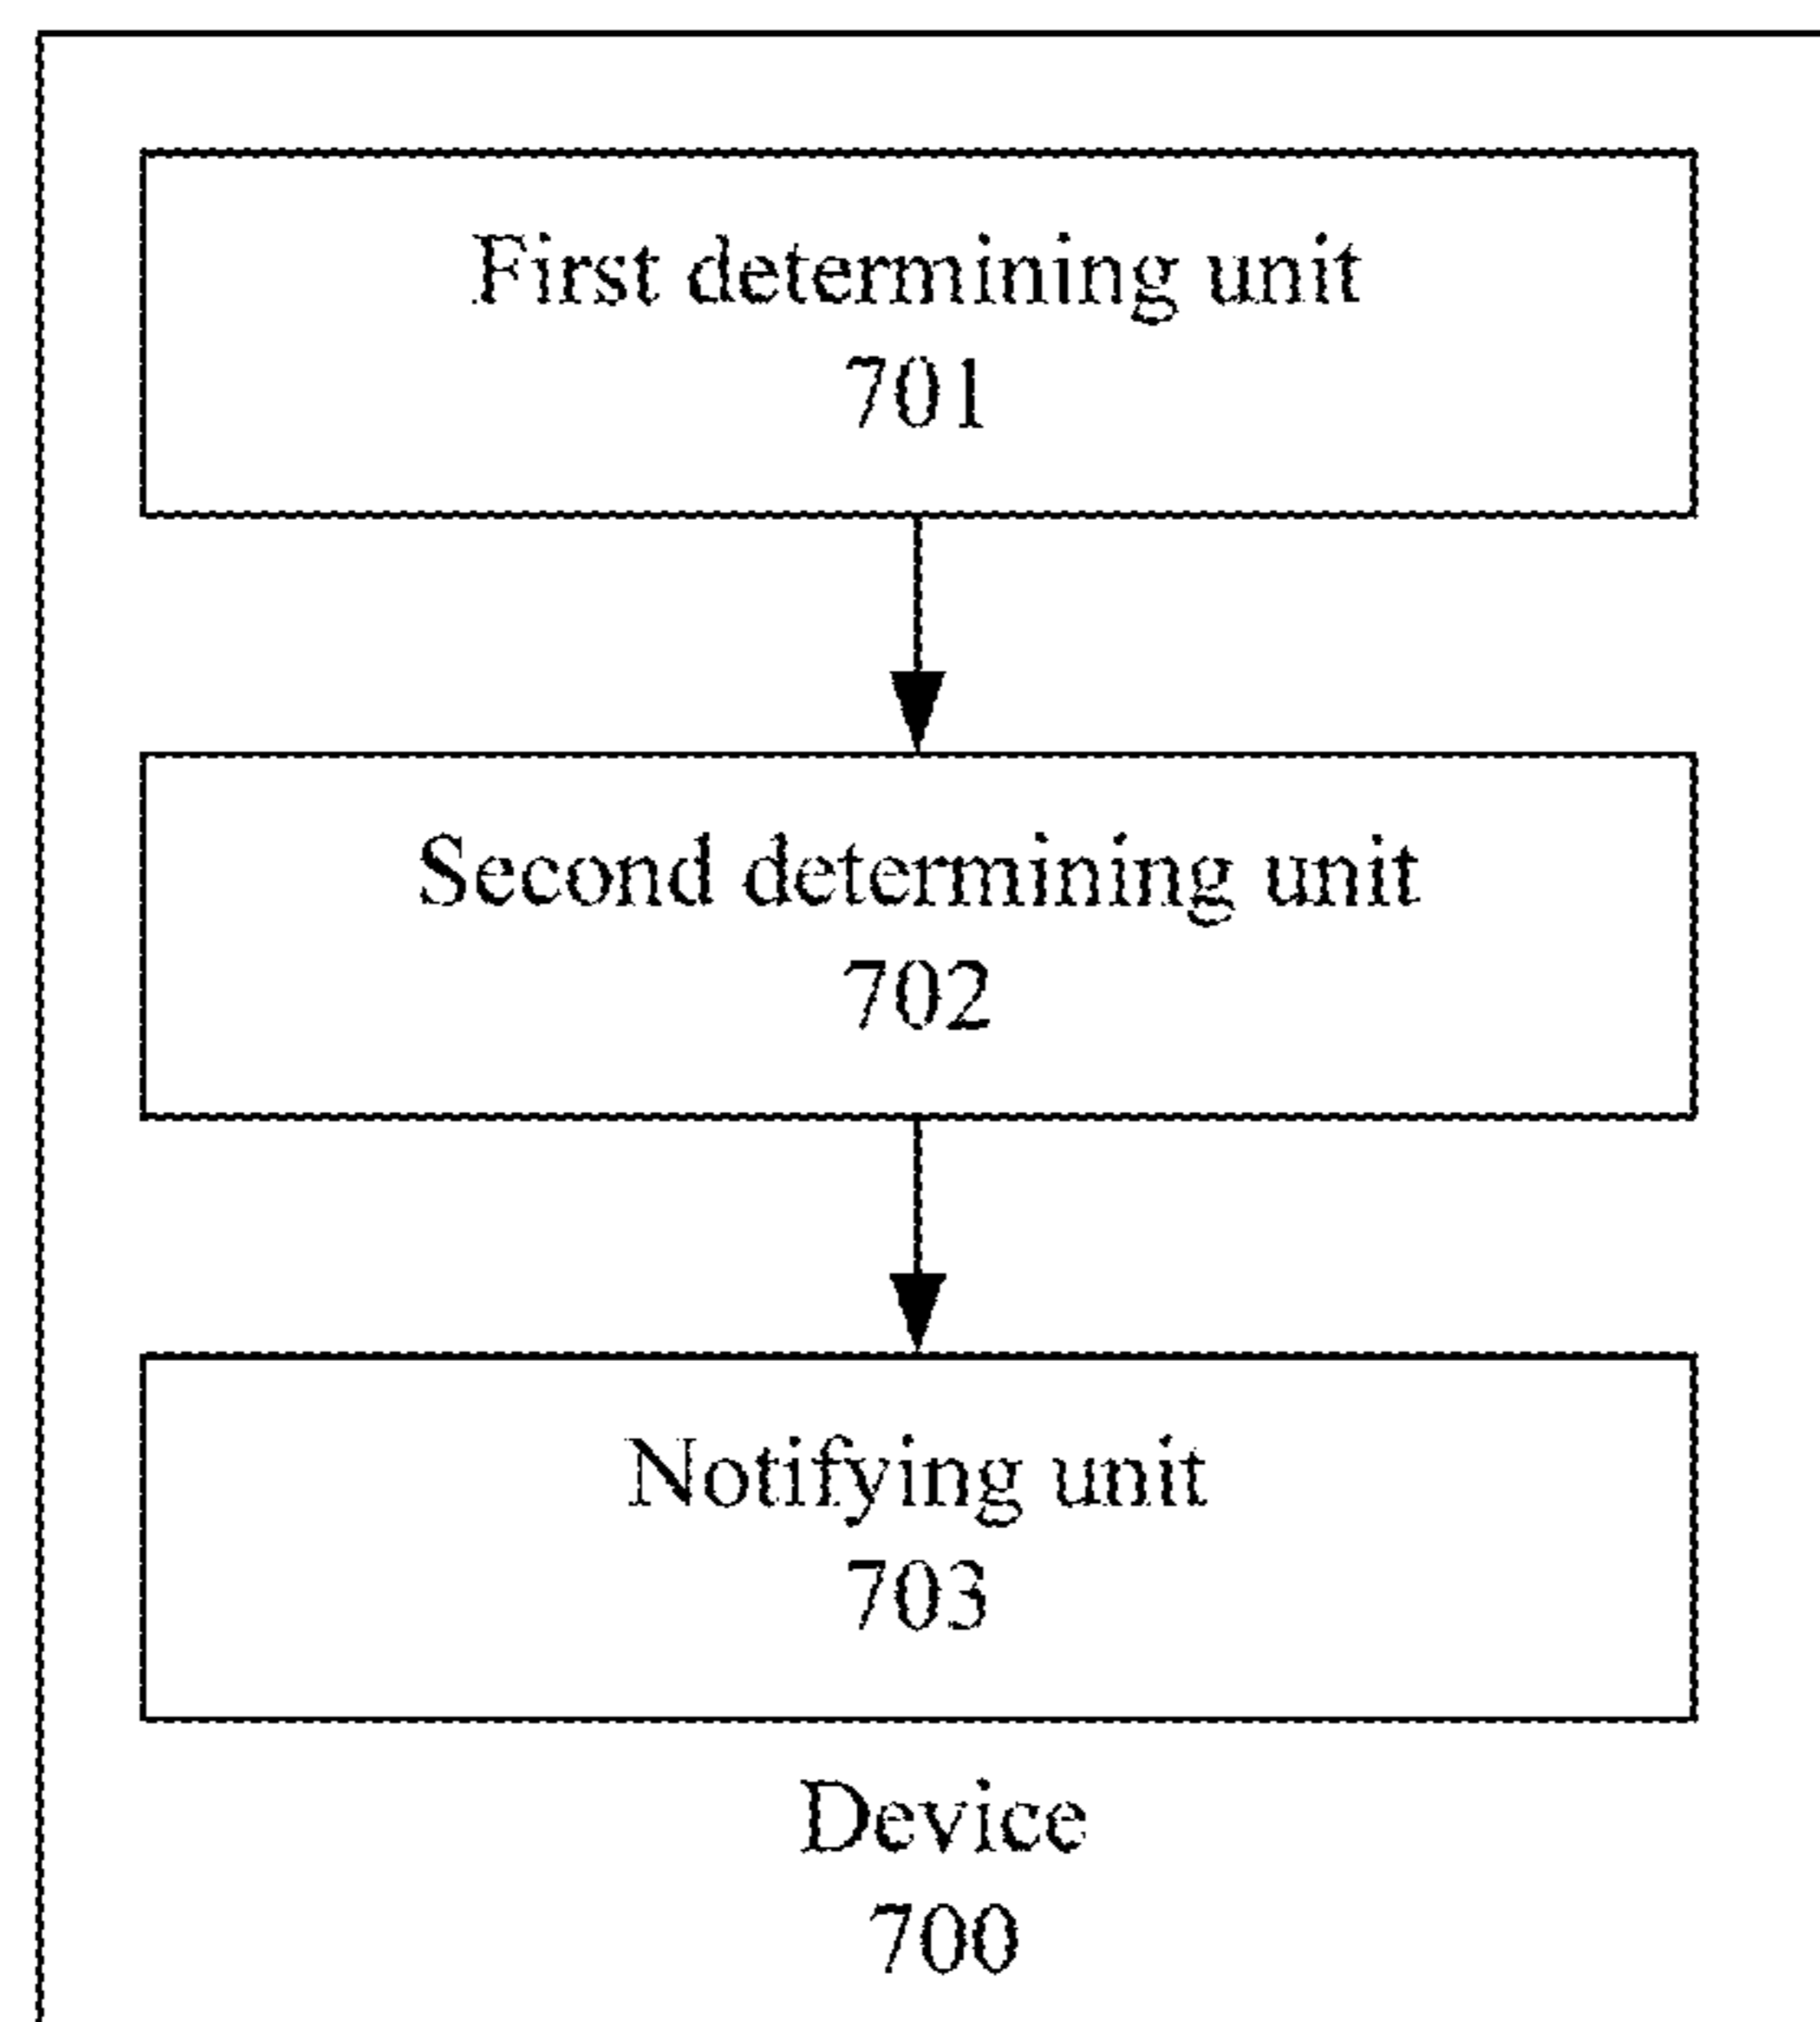 First determining unit
701
Second determining unit
702
Notifying unit
703
Device
700